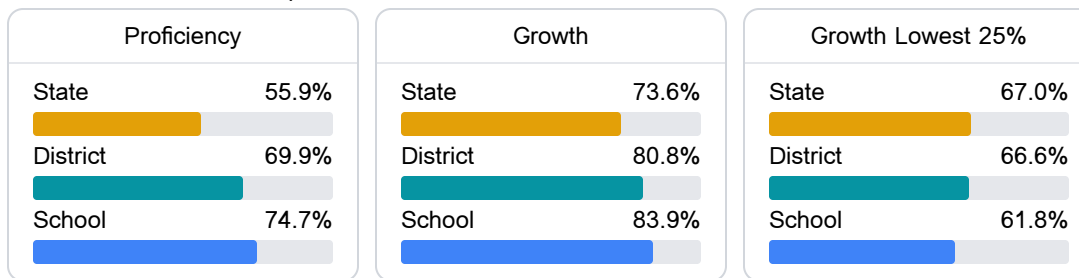 Proficiency
State 55.9%
District 69.9%
School 74.7%
Growth
State 73.6%
District 80.8%
School 83.9%
Growth Lowest 25%
State 67.0%
District 66.6%
School 61.8%